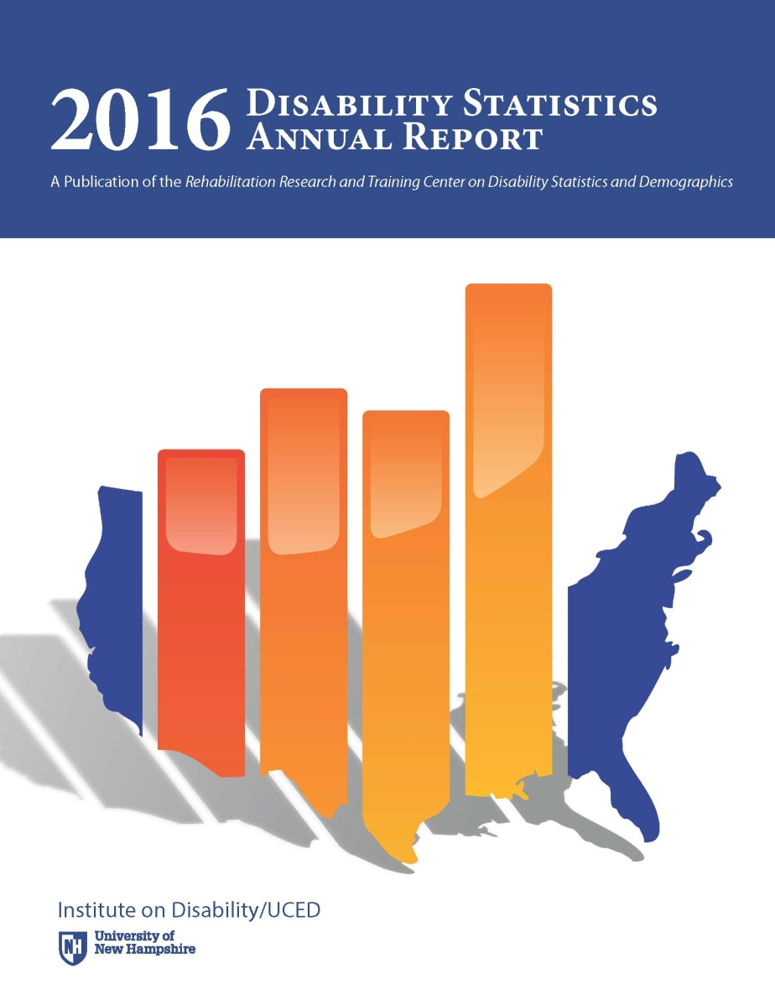 2016 Disability Statistics
Annual Report
A Publication of the Rehabilitation Research and Training Center on Disability Statistics and Demographics
Institute on Disability/UCED
NH
University of
New Hampshire